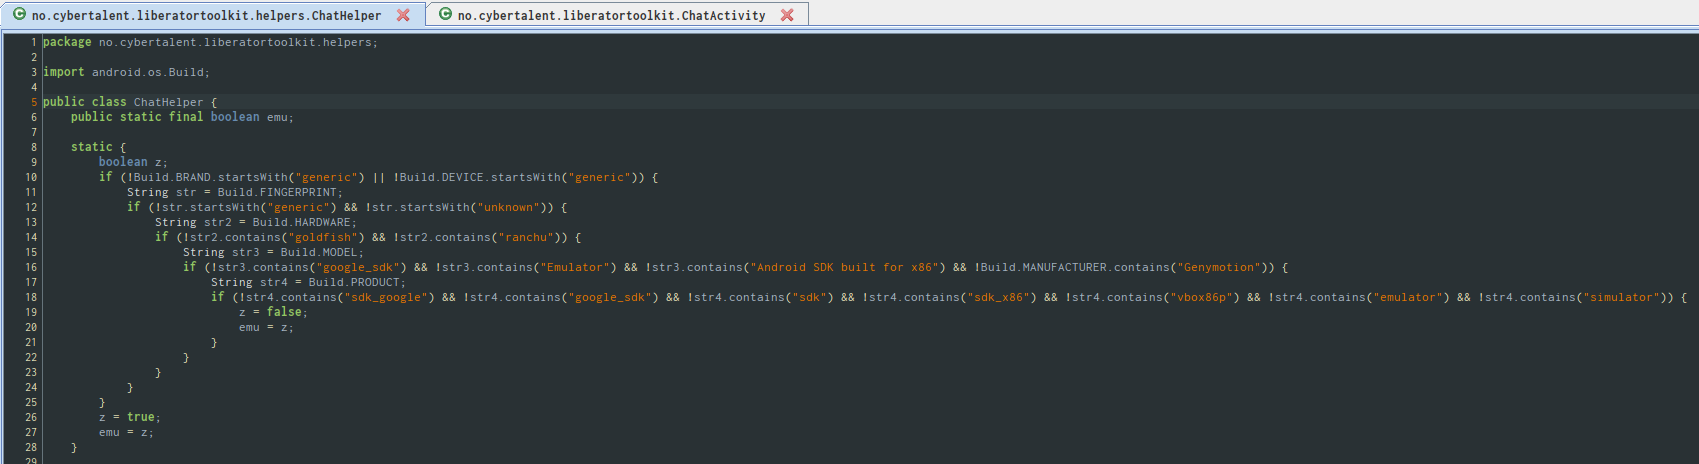 no.cybertalent.liberatortoolkit.helpers.ChatHelper no.cybertalent.liberatortoolkit.ChatActivity
1 package no.cybertalent.liberatortoolkit.helpers;
2
3 import android.os.Build;
4
5 public class ChatHelper {
6     public static final boolean emu;
7
8     static {
9         boolean z;
10         if (!Build.BRAND.startsWith("generic") || !Build.DEVICE.startsWith("generic")) {
11             String str = Build.FINGERPRINT;
12             if (!str.startsWith("generic") && !str.startsWith("unknown")) {
13                 String str2 = Build.HARDWARE;
14                 if (!str2.contains("goldfish") && !str2.contains("ranchu")) {
15                     String str3 = Build.MODEL;
16                     if (!str3.contains("google_sdk") && !str3.contains("Emulator") && !str3.contains("Android SDK built for x86") && !Build.MANUFACTURER.contains("Genymotion")) {
17                         String str4 = Build.PRODUCT;
18                         if (!str4.contains("sdk_google") && !str4.contains("google_sdk") && !str4.contains("sdk") && !str4.contains("sdk_x86") && !str4.contains("vbox86p") && !str4.contains("emulator") && !str4.contains("simulator")) {
19                             z = false;
20                             emu = z;
21                         }
22                     }
23                 }
24             }
25         }
26         z = true;
27         emu = z;
28     }
29